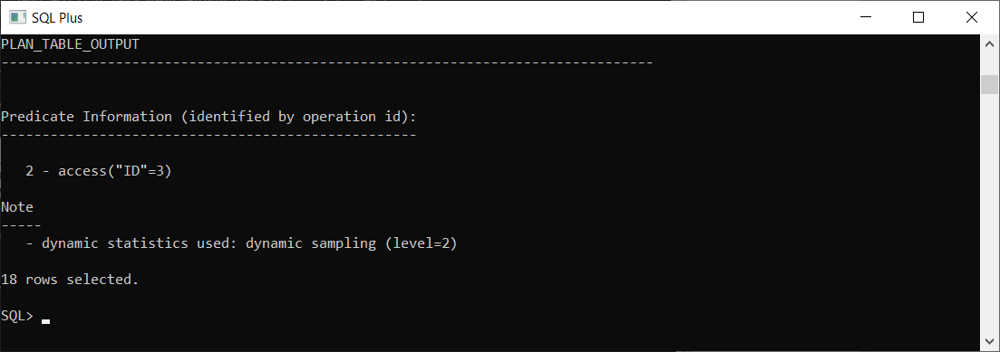 SQL Plus
PLAN_TABLE_OUTPUT
--------------------------------------------------------------------------------
Predicate Information (identified by operation id):
---------------------------------------------------
   2 - access("ID"=3)
Note
-----
   - dynamic statistics used: dynamic sampling (level=2)
18 rows selected.
SQL>